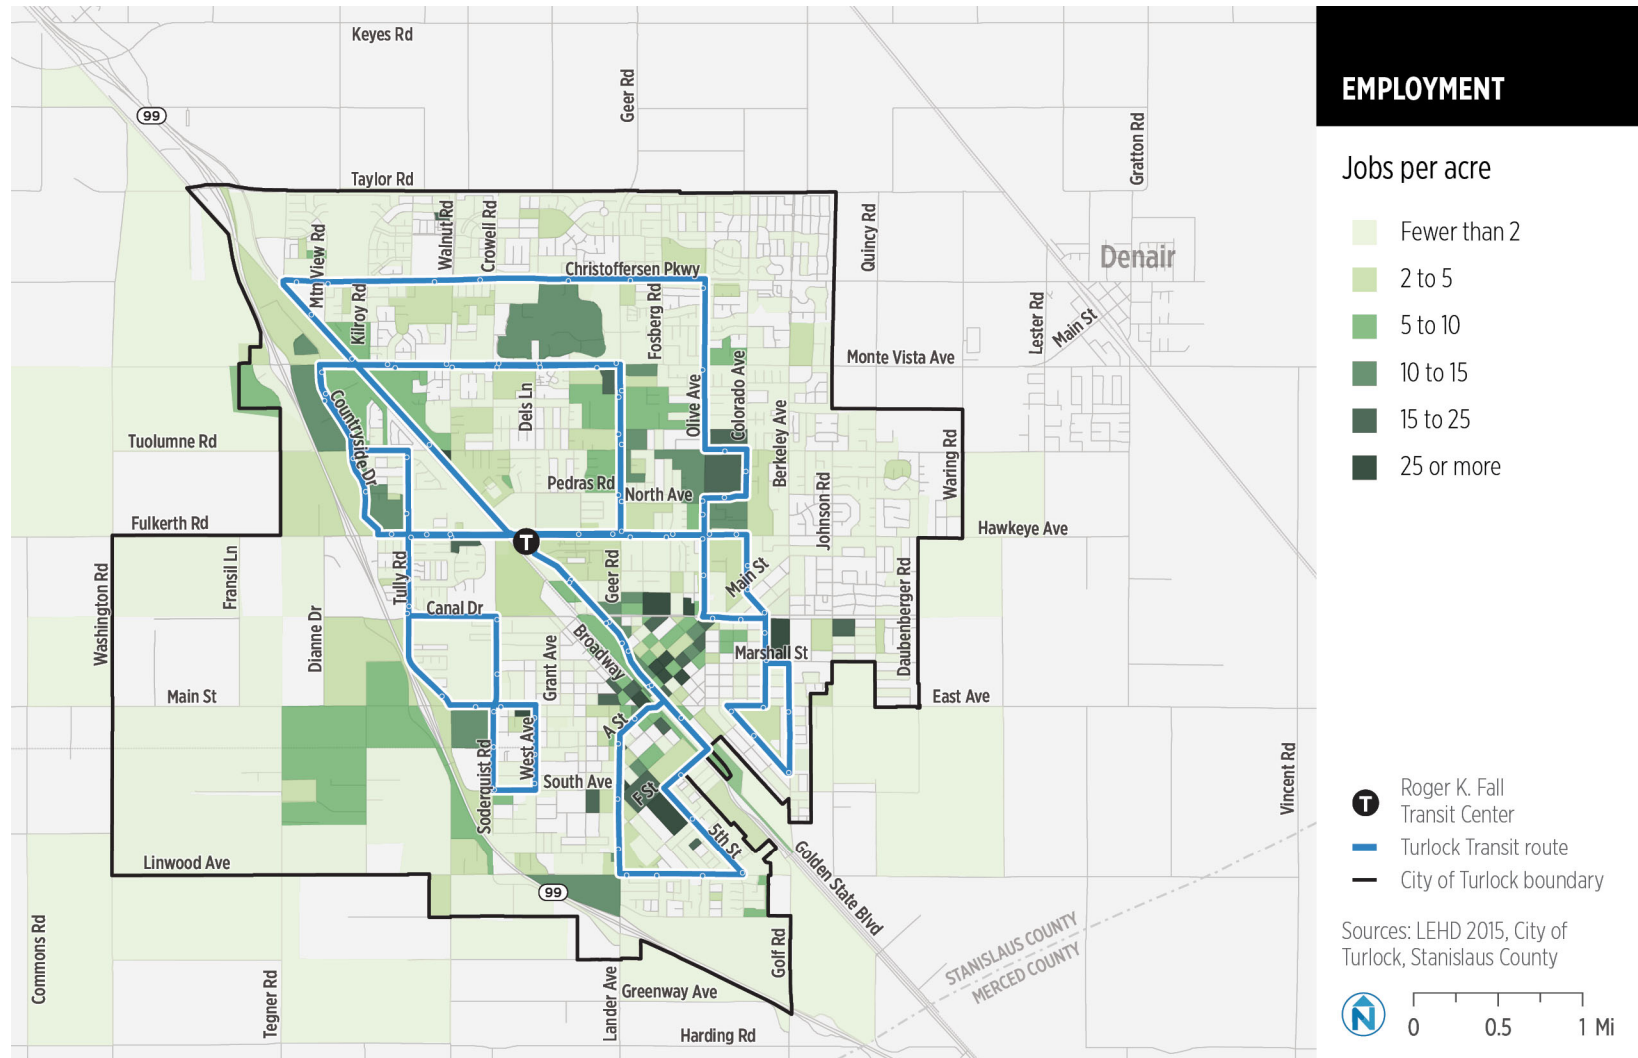 Keyes Rd
Geer Rd
99
Gratton Rd
Taylor Rd
Quincy Rd
Mtn View Rd
Walnut Rd
Crowell Rd
Denair
Christoffersen Pkwy
Kilroy Rd
Fosberg Rd
Lester Rd
Main St
Monte Vista Ave
Countryside Dr
Dels Ln
Olive Ave
Colorado Ave
Berkeley Ave
Tuolumne Rd
Waring Rd
Pedras Rd
North Ave
Johnson Rd
Fulkerth Rd
Hawkeye Ave
T
Washington Rd
Fransil Ln
Tully Rd
Geer Rd
Main St
Daubenberger Rd
Canal Dr
Dianne Dr
Grant Ave
Broadway
Marshall St
Main St
East Ave
A St
Soderquist Rd
West Ave
South Ave
F St
Vincent Rd
5th St
Linwood Ave
99
Golden State Blvd
Commons Rd
Tegner Rd
Lander Ave
Golf Rd
Greenway Ave
Harding Rd
STANISLAUS COUNTY
MERCED COUNTY
EMPLOYMENT
Jobs per acre
Fewer than 2
2 to 5
5 to 10
10 to 15
15 to 25
25 or more
T
Roger K. Fall
Transit Center
Turlock Transit route
City of Turlock boundary
Sources: LEHD 2015, City of
Turlock, Stanislaus County
N
0 0.5 1 Mi